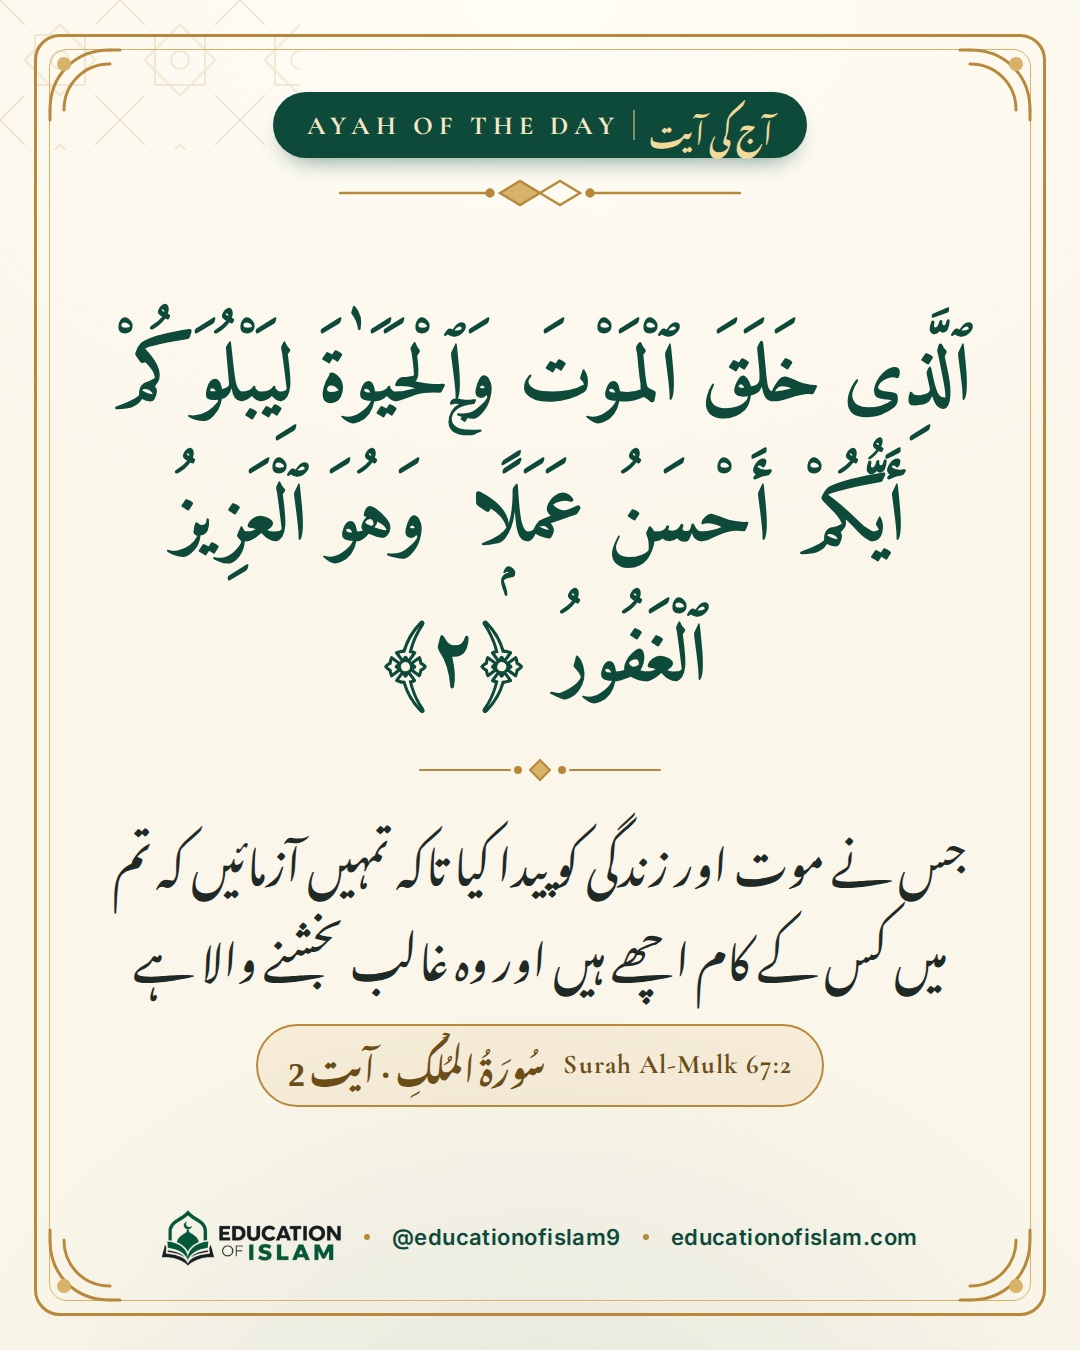 AYAH OF THE DAY | آج کی آیت
ٱلَّذِى خَلَقَ ٱلْمَوْتَ وَٱلْحَيَوٰةَ لِيَبْلُوَكُمْ
أَيُّكُمْ أَحْسَنُ عَمَلًا ۚ وَهُوَ ٱلْعَزِيزُ
ٱلْغَفُورُ ﴿٢﴾
جس نے موت اور زندگی کو پیدا کیا تاکہ تمہیں آزمائیں کہ تم
میں کس کے کام اچھے ہیں اور وہ غالب بخشنے والا ہے
سُورَةُ المُلۡكِ · آیت 2 Surah Al-Mulk 67:2
EDUCATION OF ISLAM • @educationofislam9 • educationofislam.com